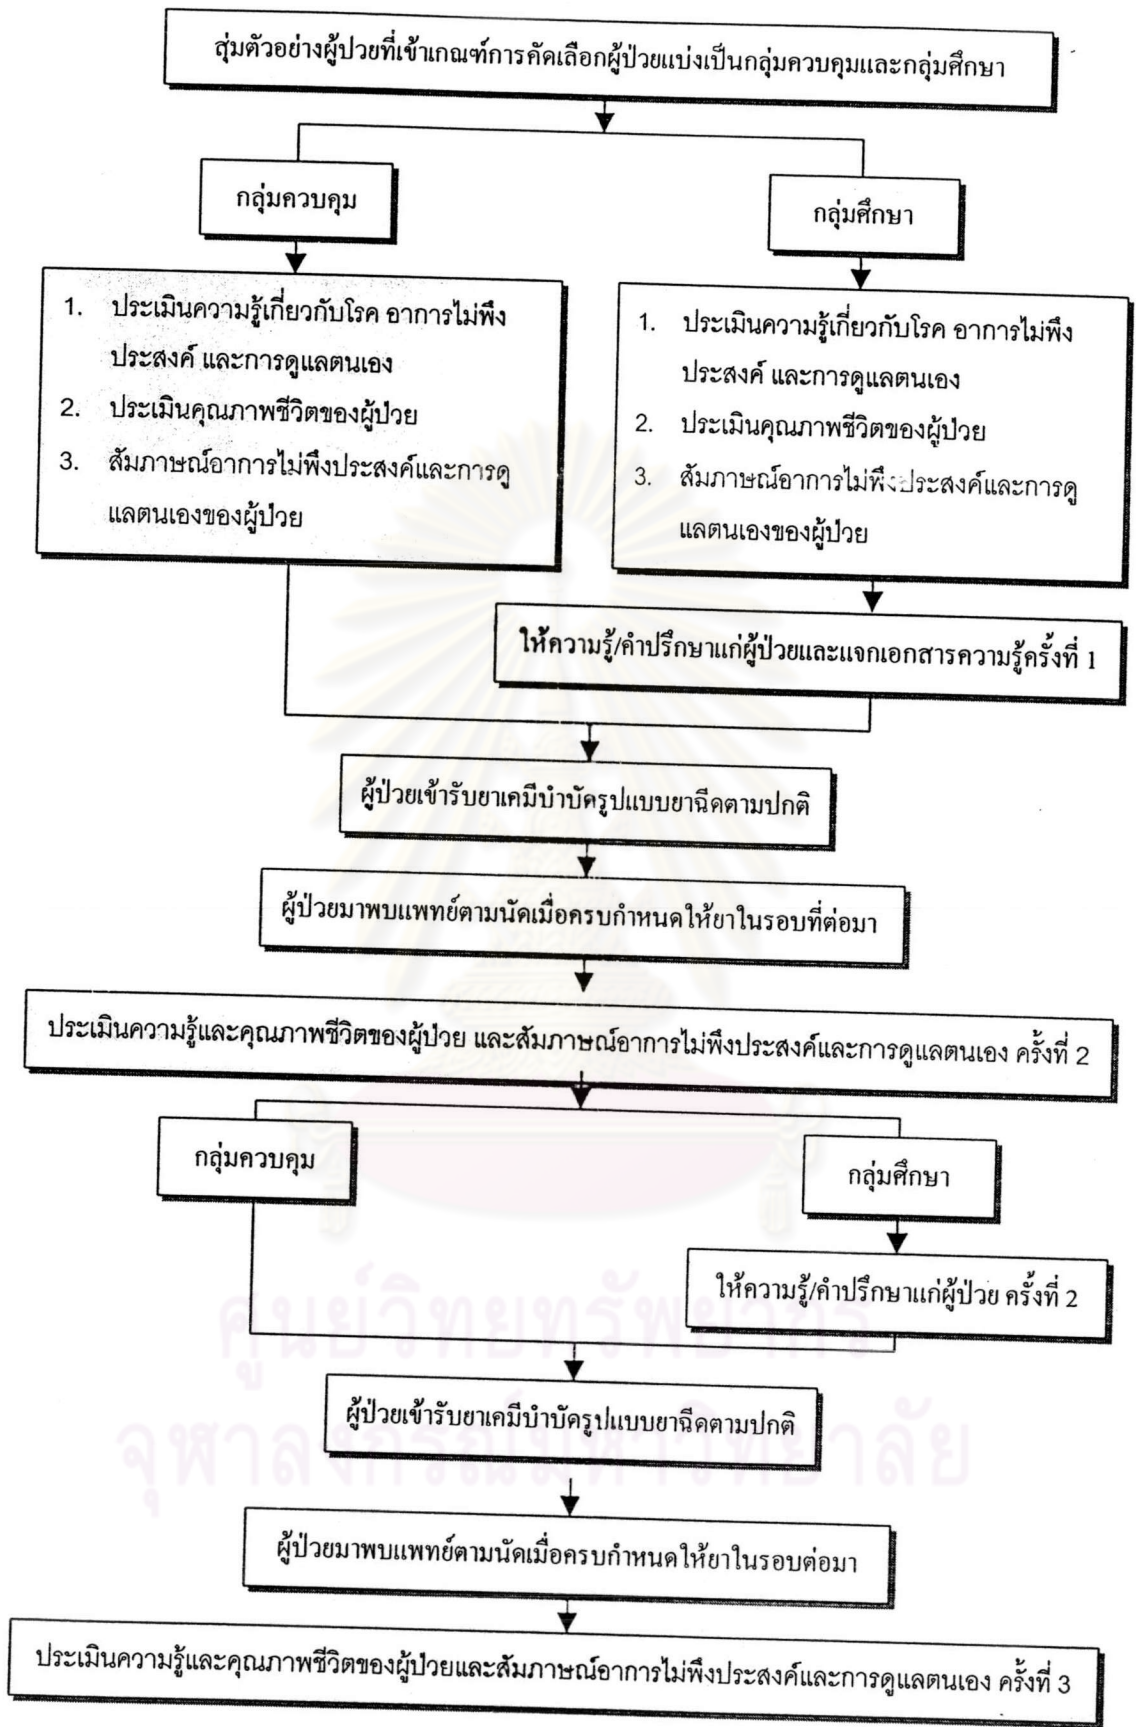 สุ่มตัวอย่างผู้ป่วยที่เข้าเกณฑ์การคัดเลือกผู้ป่วยแบ่งเป็นกลุ่มควบคุมและกลุ่มศึกษา
กลุ่มควบคุม
กลุ่มศึกษา
1. ประเมินความรู้เกี่ยวกับโรค อาการไม่พึง
ประสงค์ และการดูแลตนเอง
2. ประเมินคุณภาพชีวิตของผู้ป่วย
3. สัมภาษณ์อาการไม่พึงประสงค์และการดู
แลตนเองของผู้ป่วย
1. ประเมินความรู้เกี่ยวกับโรค อาการไม่พึง
ประสงค์ และการดูแลตนเอง
2. ประเมินคุณภาพชีวิตของผู้ป่วย
3. สัมภาษณ์อาการไม่พึงประสงค์และการดู
แลตนเองของผู้ป่วย
ให้ความรู้/คำปรึกษาแก่ผู้ป่วยและแจกเอกสารความรู้ครั้งที่ 1
ผู้ป่วยเข้ารับยาเคมีบำบัดรูปแบบยาฉีดตามปกติ
ผู้ป่วยมาพบแพทย์ตามนัดเมื่อครบกำหนดให้ยาในรอบที่ต่อมา
ประเมินความรู้และคุณภาพชีวิตของผู้ป่วย และสัมภาษณ์อาการไม่พึงประสงค์และการดูแลตนเอง ครั้งที่ 2
กลุ่มควบคุม
กลุ่มศึกษา
ให้ความรู้/คำปรึกษาแก่ผู้ป่วย ครั้งที่ 2
ศูนย์วิทยทรัพยากร
ผู้ป่วยเข้ารับยาเคมีบำบัดรูปแบบยาฉีดตามปกติ
จุฬาลงกรณ์มหาวิทยาลัย
ผู้ป่วยมาพบแพทย์ตามนัดเมื่อครบกำหนดให้ยาในรอบต่อมา
ประเมินความรู้และคุณภาพชีวิตของผู้ป่วยและสัมภาษณ์อาการไม่พึงประสงค์และการดูแลตนเอง ครั้งที่ 3